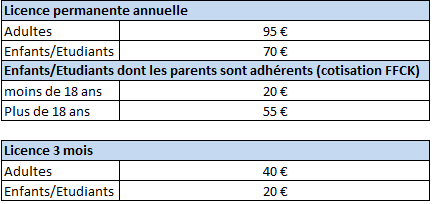 Licence permanente annuelle
Adultes 95 €
Enfants/Etudiants 70 €
Enfants/Etudiants dont les parents sont adhérents (cotisation FFCK)
moins de 18 ans 20 €
Plus de 18 ans 55 €
Licence 3 mois
Adultes 40 €
Enfants/Etudiants 20 €